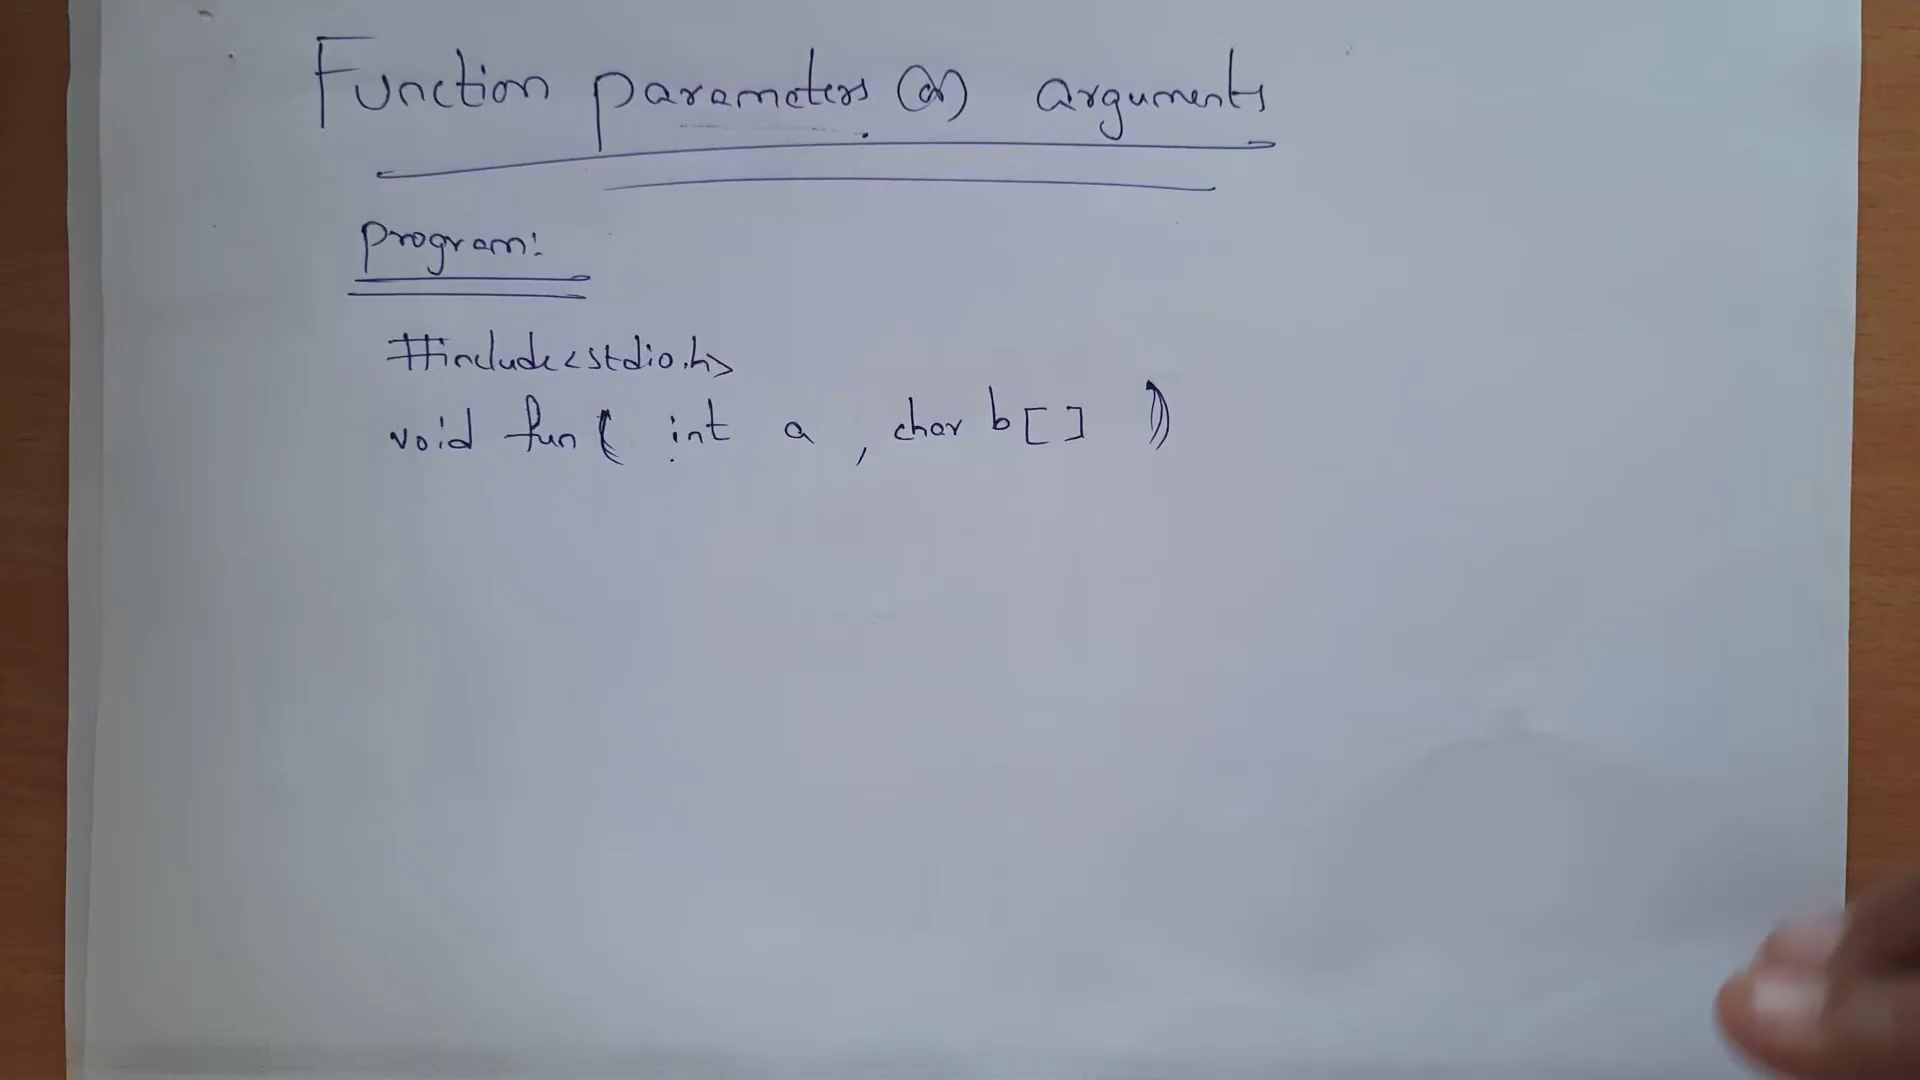 Function parameters (or) arguments
program:
#include<stdio.h>
void fun( int a , char b[] )